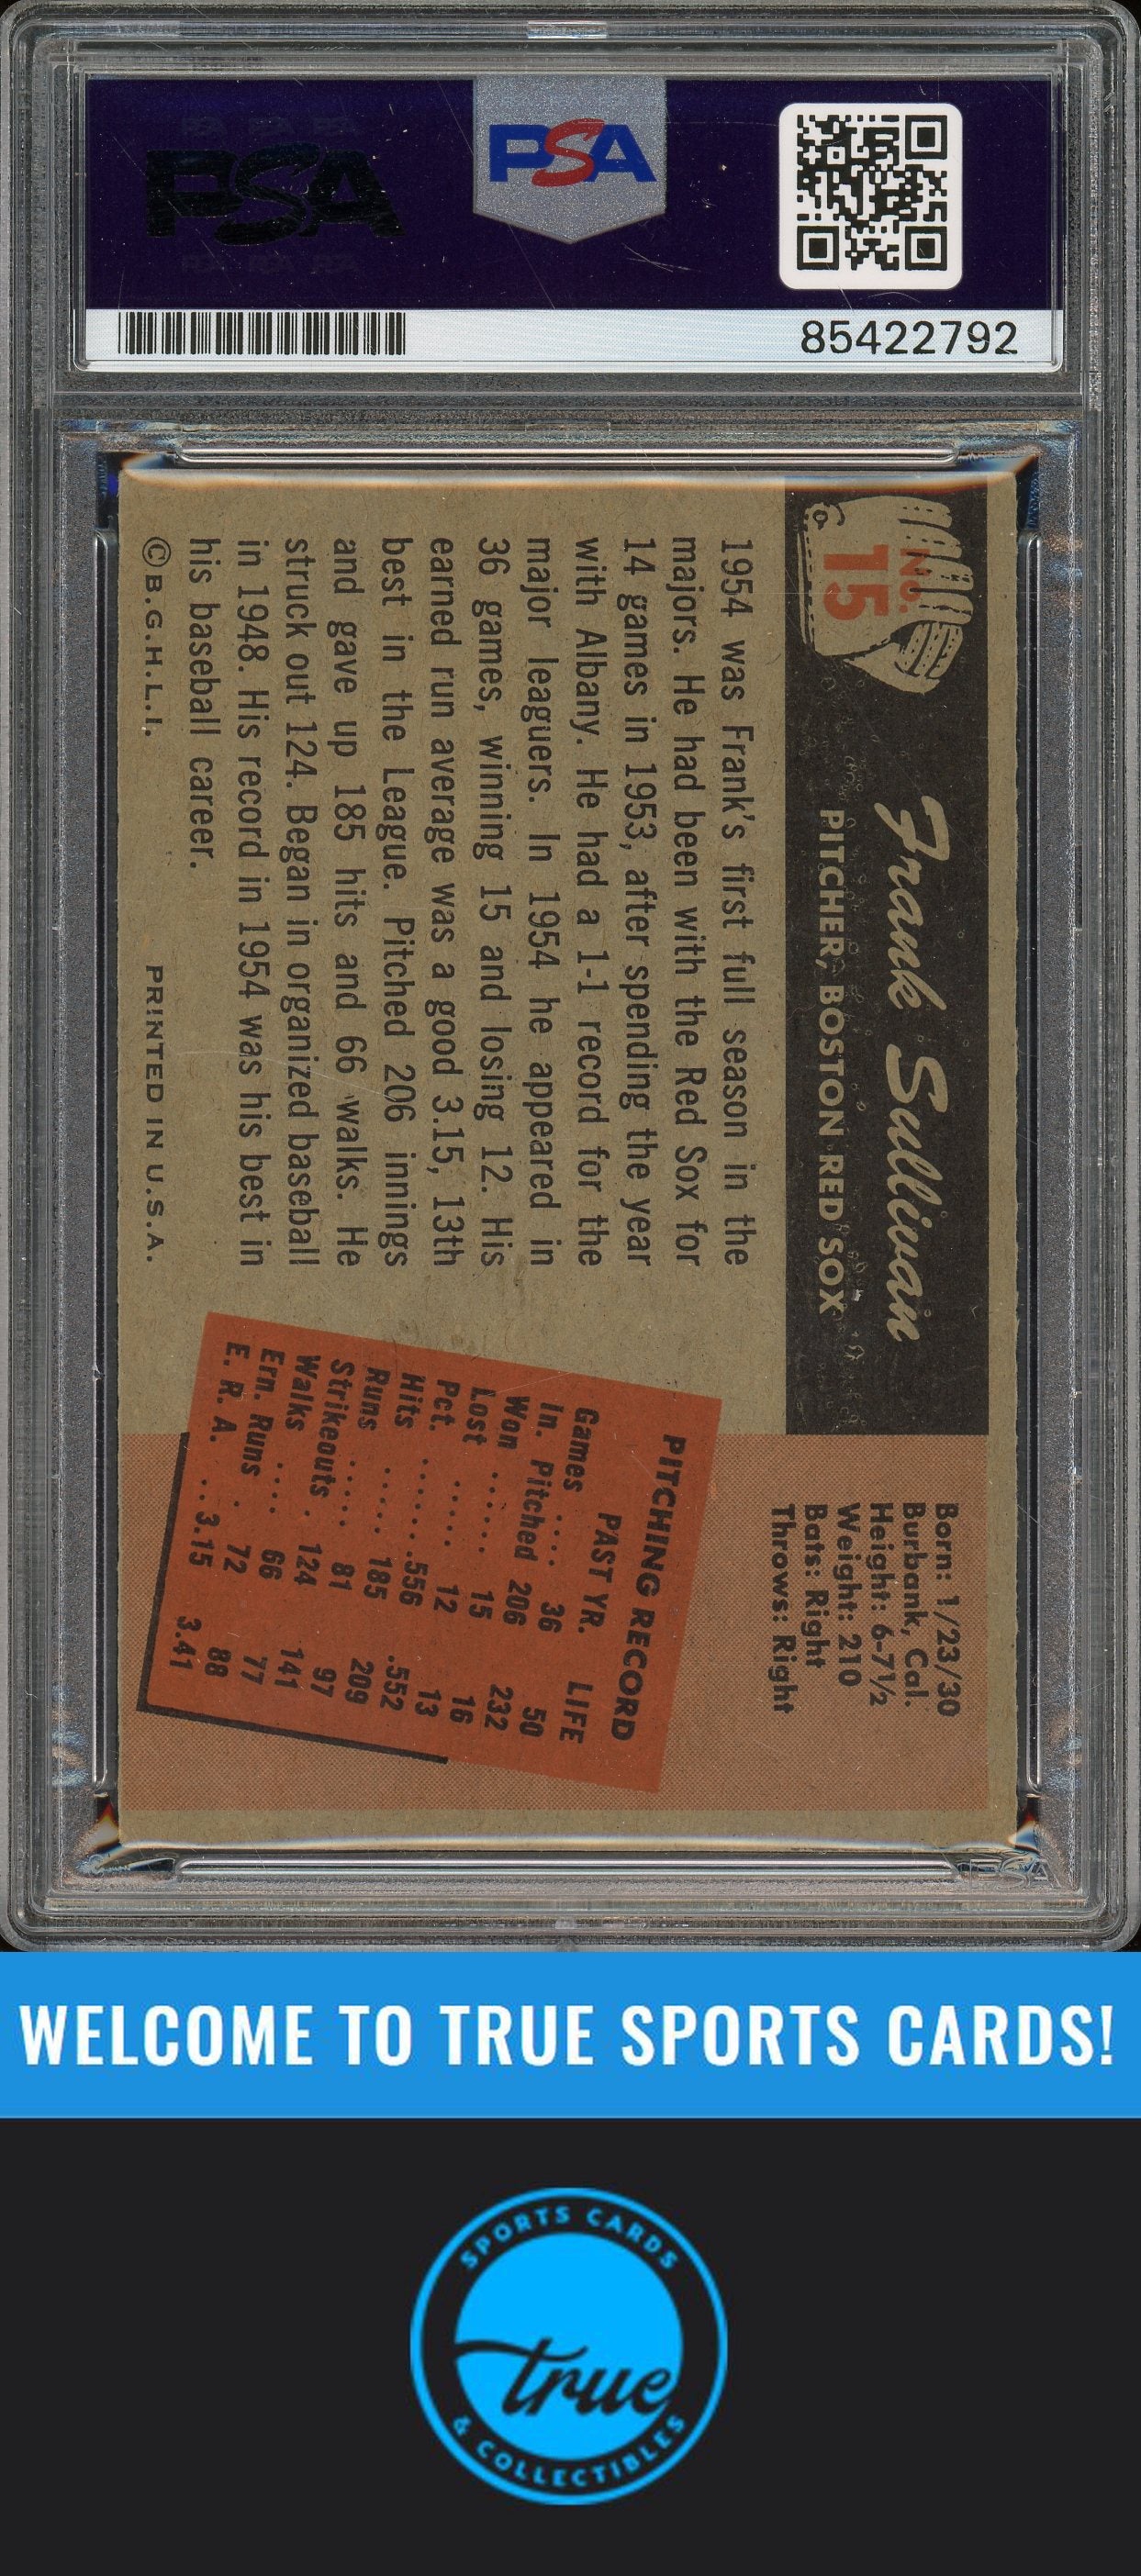 PSA
PSA
85422792
No.
15
Frank Sullivan
PITCHER, BOSTON RED SOX
1954 was Frank's first full season in the
majors. He had been with the Red Sox for
14 games in 1953, after spending the year
with Albany. He had a 1-1 record for the
major leaguers. In 1954 he appeared in
36 games, winning 15 and losing 12. His
earned run average was a good 3.15, 13th
best in the League. Pitched 206 innings
and gave up 185 hits and 66 walks. He
struck out 124. Began in organized baseball
in 1948. His record in 1954 was his best in
his baseball career.
© B.G.H.L.I.
PRINTED IN U.S.A.
Born: 1/23/30
Burbank, Cal.
Height: 6-7½
Weight: 210
Bats: Right
Throws: Right
PITCHING RECORD
PAST YR. LIFE
Games .... 36 50
In. Pitched 206 232
Won ...... 15 16
Lost ...... 12 13
Pct. ...... .556 .552
Hits ...... 185 209
Runs ..... 81 97
Strikeouts . 124 141
Walks .... 66 77
Ern. Runs . 72 88
E. R. A. ...3.15 3.41
PSA
WELCOME TO TRUE SPORTS CARDS!
SPORTS CARDS
true
& COLLECTIBLES